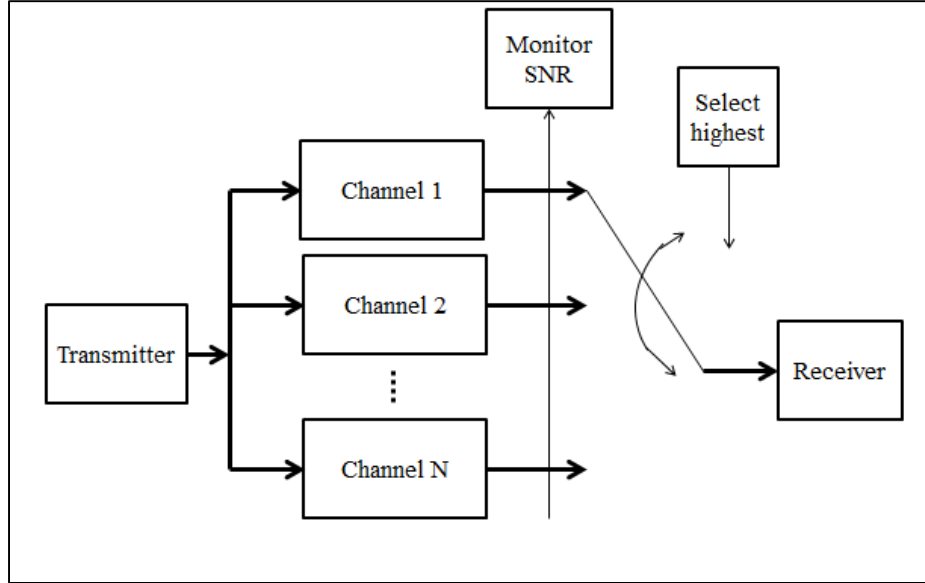 Monitor
SNR
Select
highest
Channel 1
Channel 2
Transmitter
Receiver
Channel N